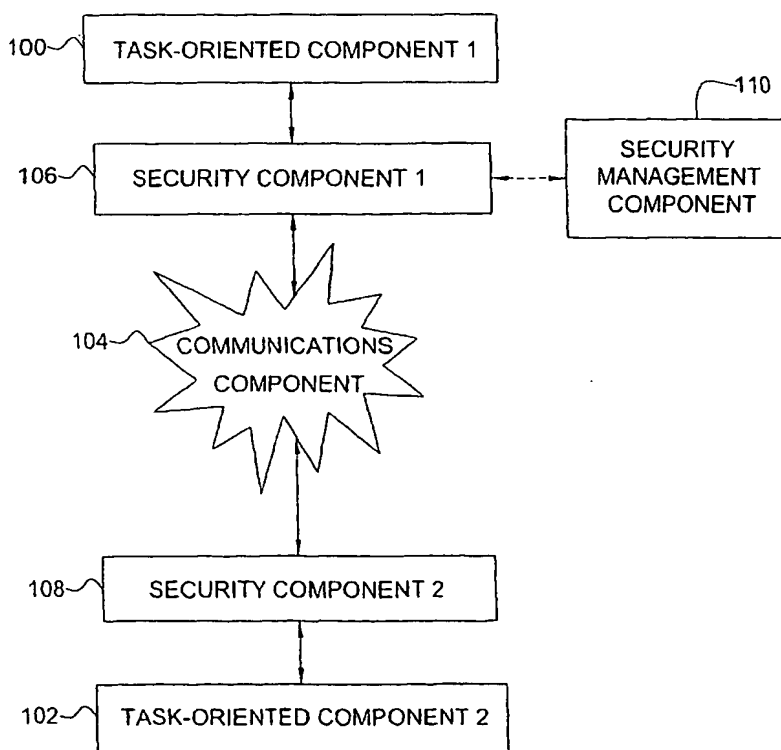 100
TASK-ORIENTED COMPONENT 1
110
106
SECURITY COMPONENT 1
SECURITY
MANAGEMENT
COMPONENT
104
COMMUNICATIONS
COMPONENT
108
SECURITY COMPONENT 2
102
TASK-ORIENTED COMPONENT 2